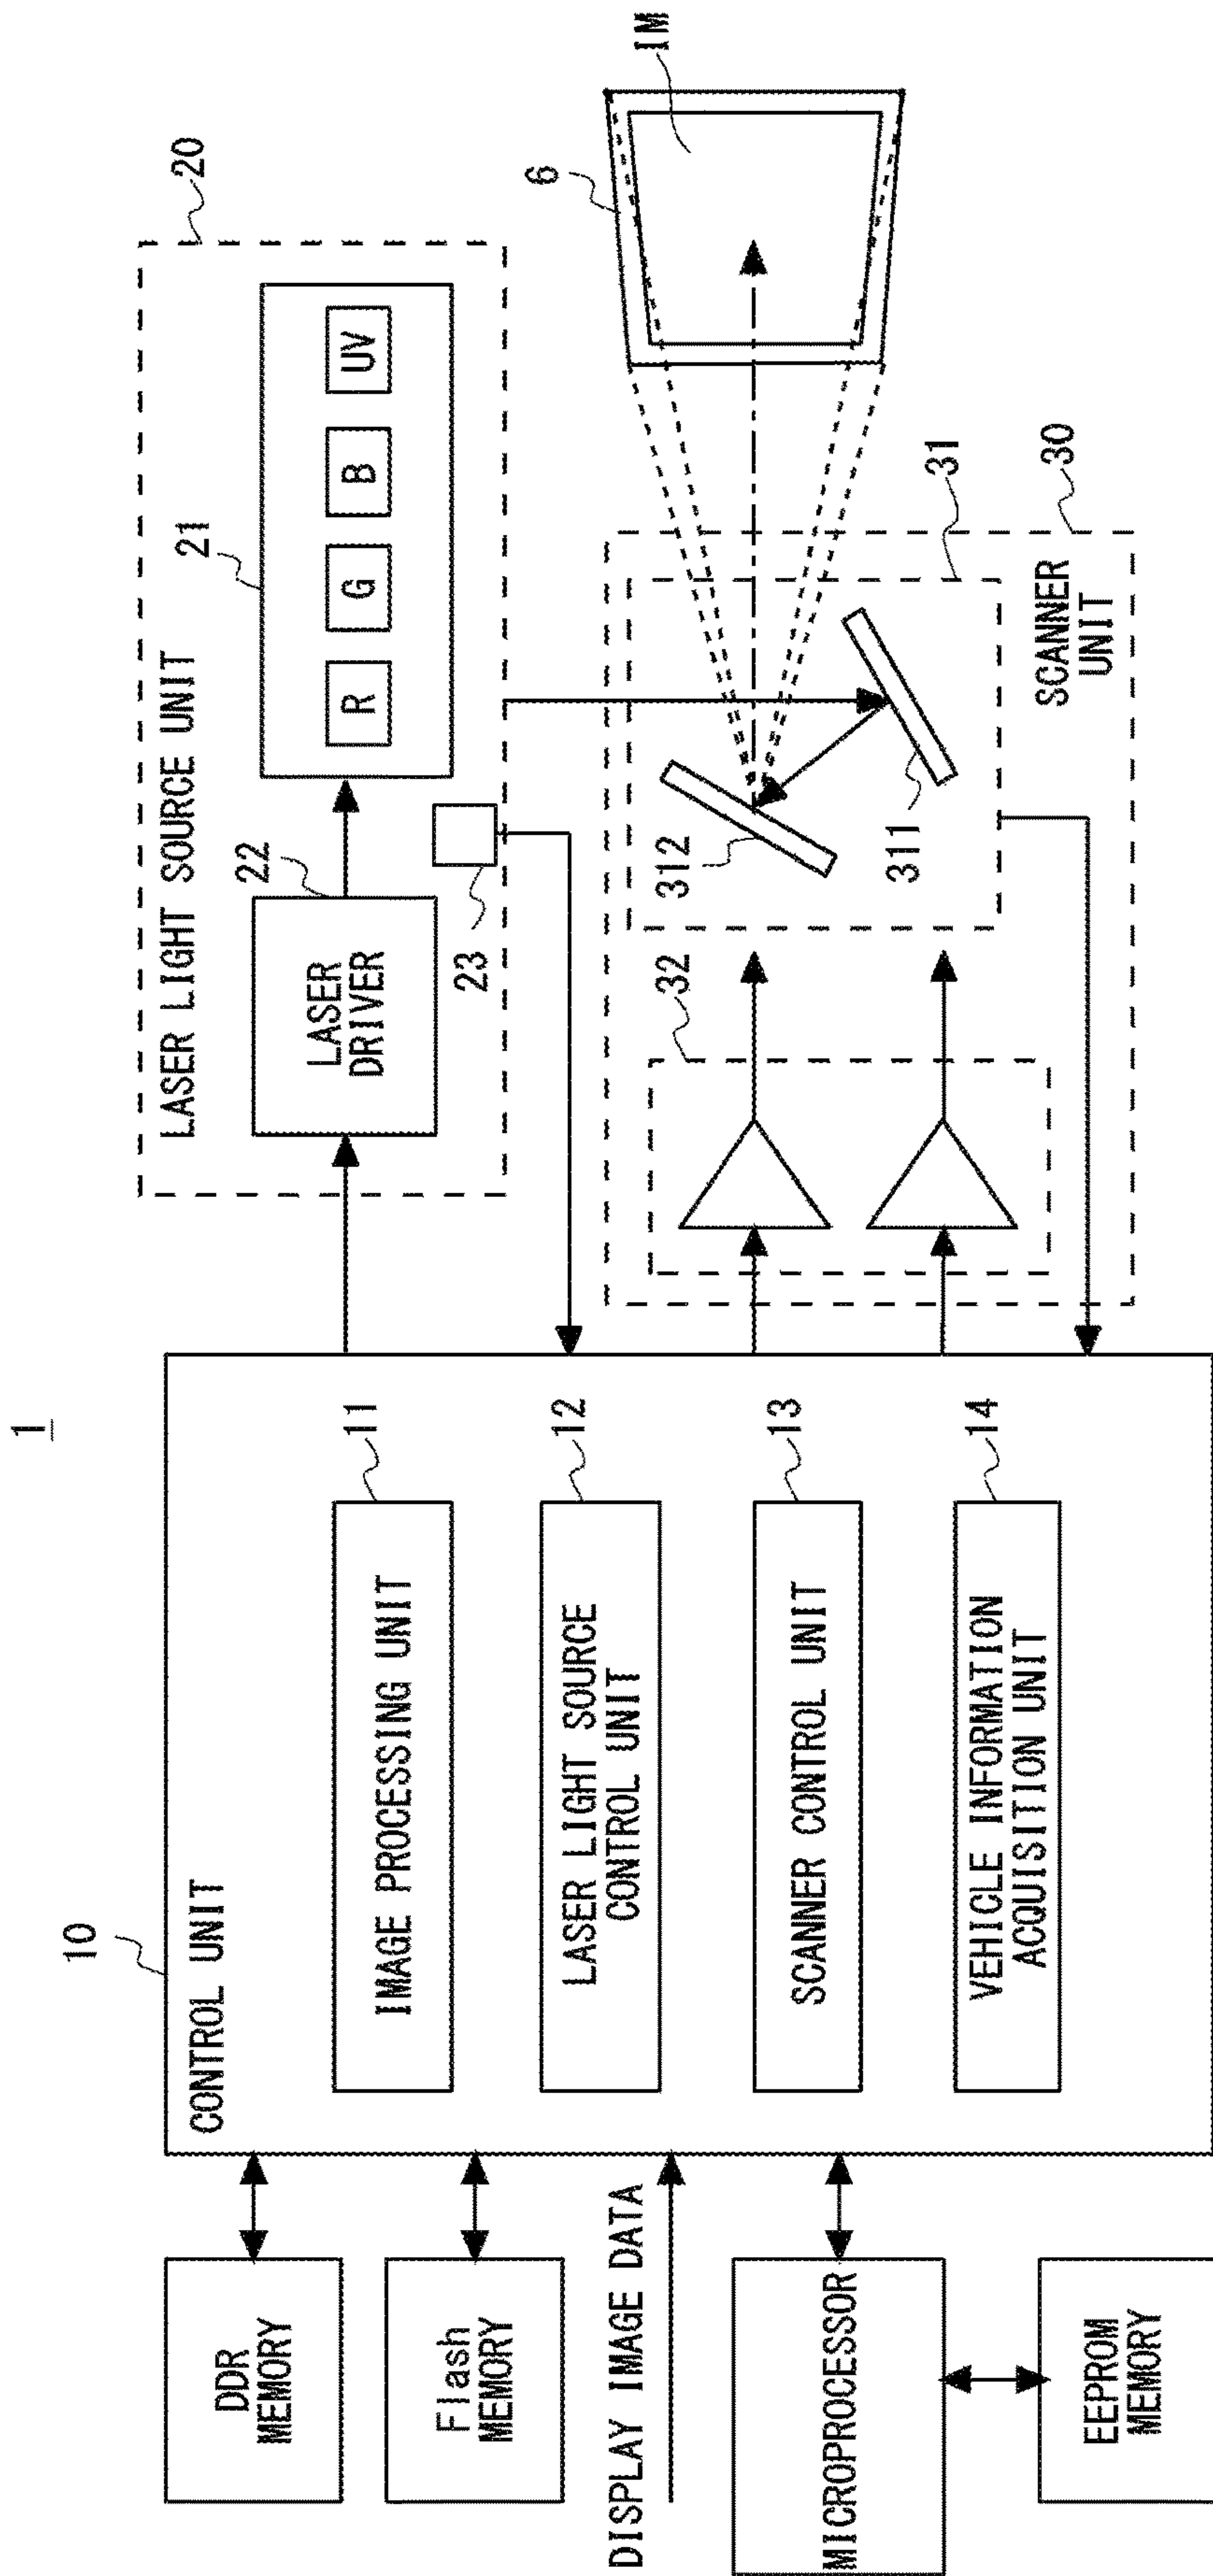 1
10
CONTROL UNIT
DDR
MEMORY
Flash
MEMORY
DISPLAY IMAGE DATA
MICROPROCESSOR
EEPROM
MEMORY
IMAGE PROCESSING UNIT
11
LASER LIGHT SOURCE
CONTROL UNIT
12
SCANNER CONTROL UNIT
13
VEHICLE INFORMATION
ACQUISITION UNIT
14
LASER LIGHT SOURCE UNIT
20
LASER
DRIVER
22
21
R
G
B
UV
23
32
312
311
31
30
SCANNER
UNIT
6
IM